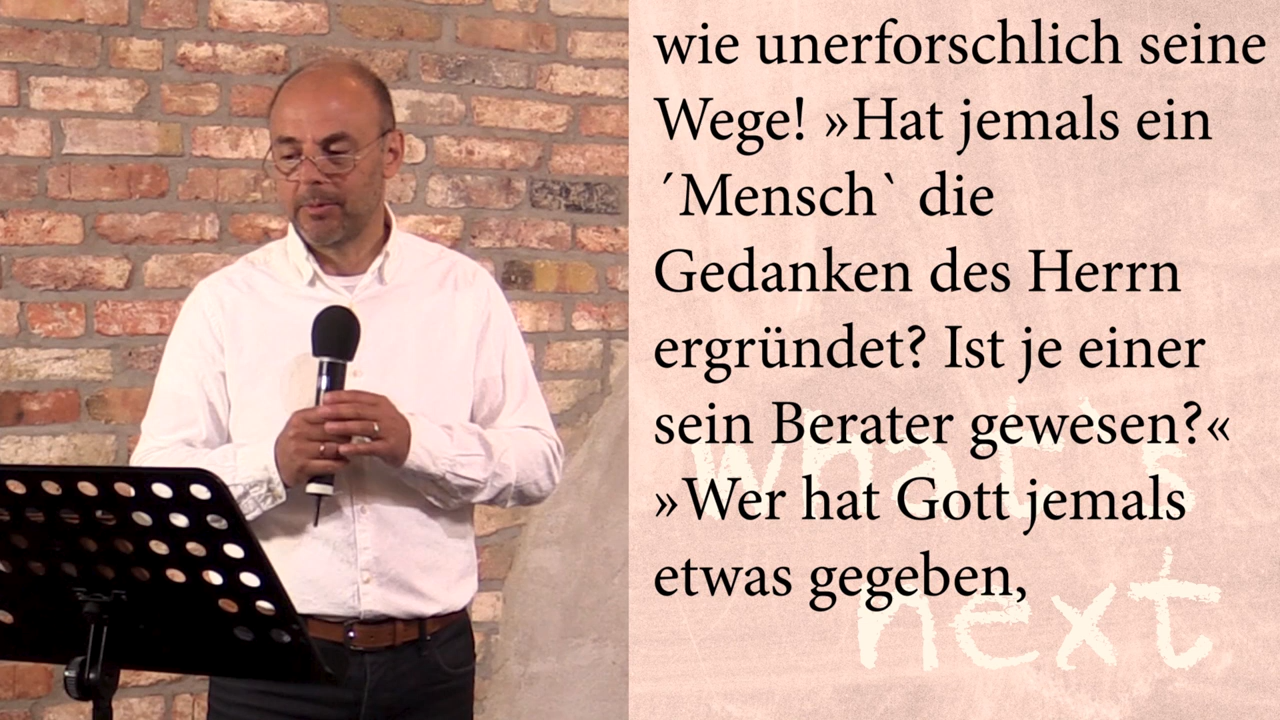 wie unerforschlich seine
Wege! »Hat jemals ein
´Mensch` die
Gedanken des Herrn
ergründet? Ist je einer
sein Berater gewesen?«
»Wer hat Gott jemals
etwas gegeben,
what's
next